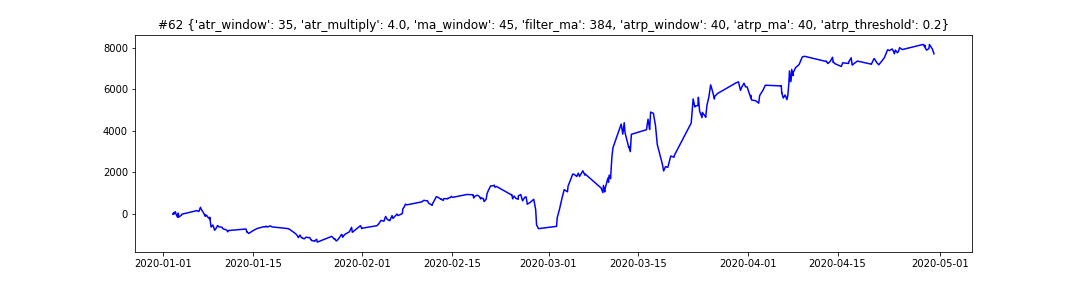 #62 {'atr_window': 35, 'atr_multiply': 4.0, 'ma_window': 45, 'filter_ma': 384, 'atrp_window': 40, 'atrp_ma': 40, 'atrp_threshold': 0.2}
8000
6000
4000
2000
0
2020-01-01 2020-01-15 2020-02-01 2020-02-15 2020-03-01 2020-03-15 2020-04-01 2020-04-15 2020-05-01